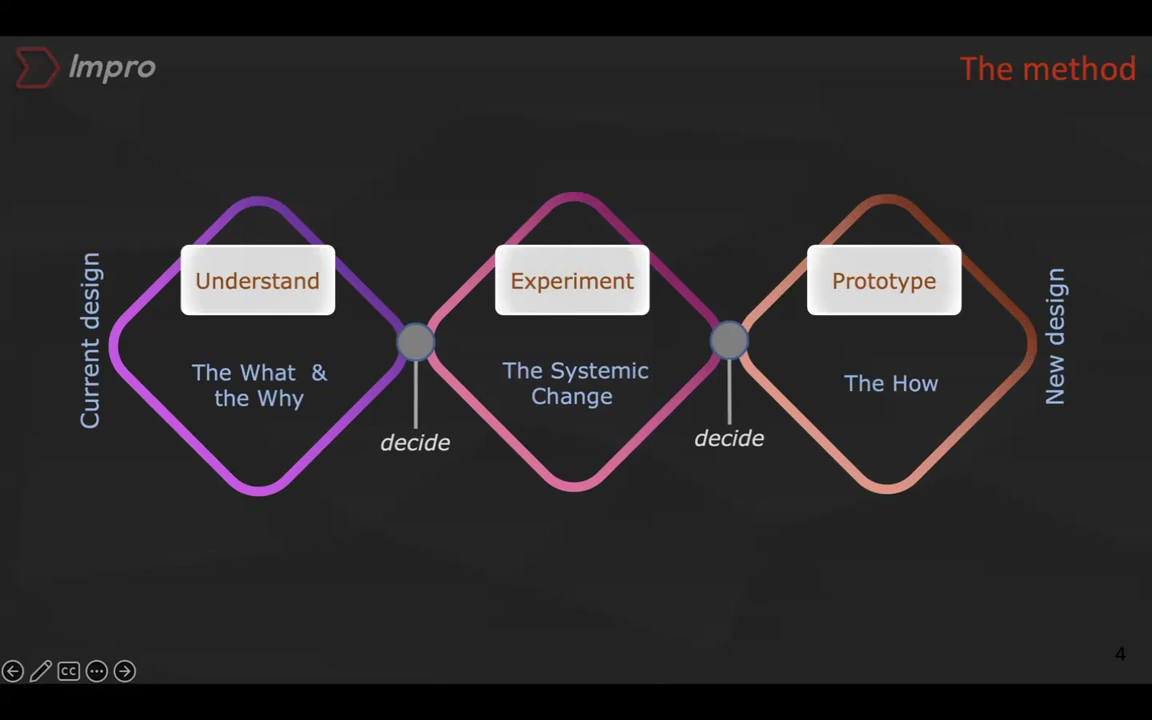 Impro
The method
Current design
Understand
The What &
the Why
decide
Experiment
The Systemic
Change
decide
Prototype
The How
New design
CC
4